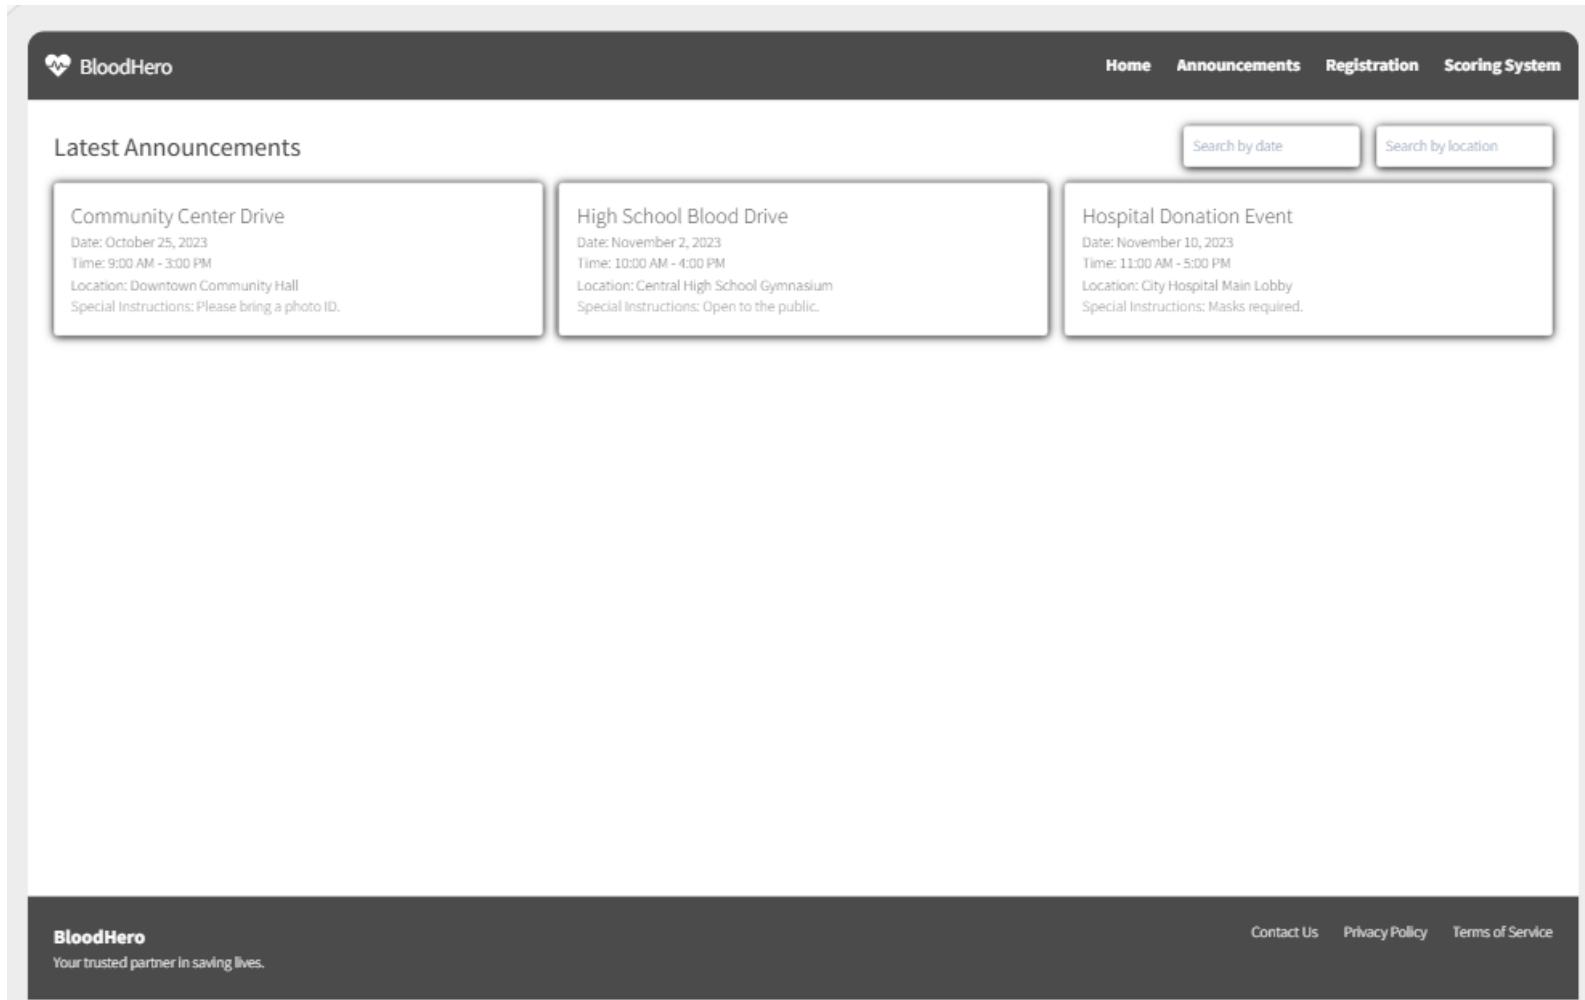 BloodHero
Home Announcements Registration Scoring System
Latest Announcements
Search by date
Search by location
Community Center Drive
Date: October 25, 2023
Time: 9:00 AM - 3:00 PM
Location: Downtown Community Hall
Special Instructions: Please bring a photo ID.
High School Blood Drive
Date: November 2, 2023
Time: 10:00 AM - 4:00 PM
Location: Central High School Gymnasium
Special Instructions: Open to the public.
Hospital Donation Event
Date: November 10, 2023
Time: 11:00 AM - 5:00 PM
Location: City Hospital Main Lobby
Special Instructions: Masks required.
BloodHero
Your trusted partner in saving lives.
Contact Us Privacy Policy Terms of Service